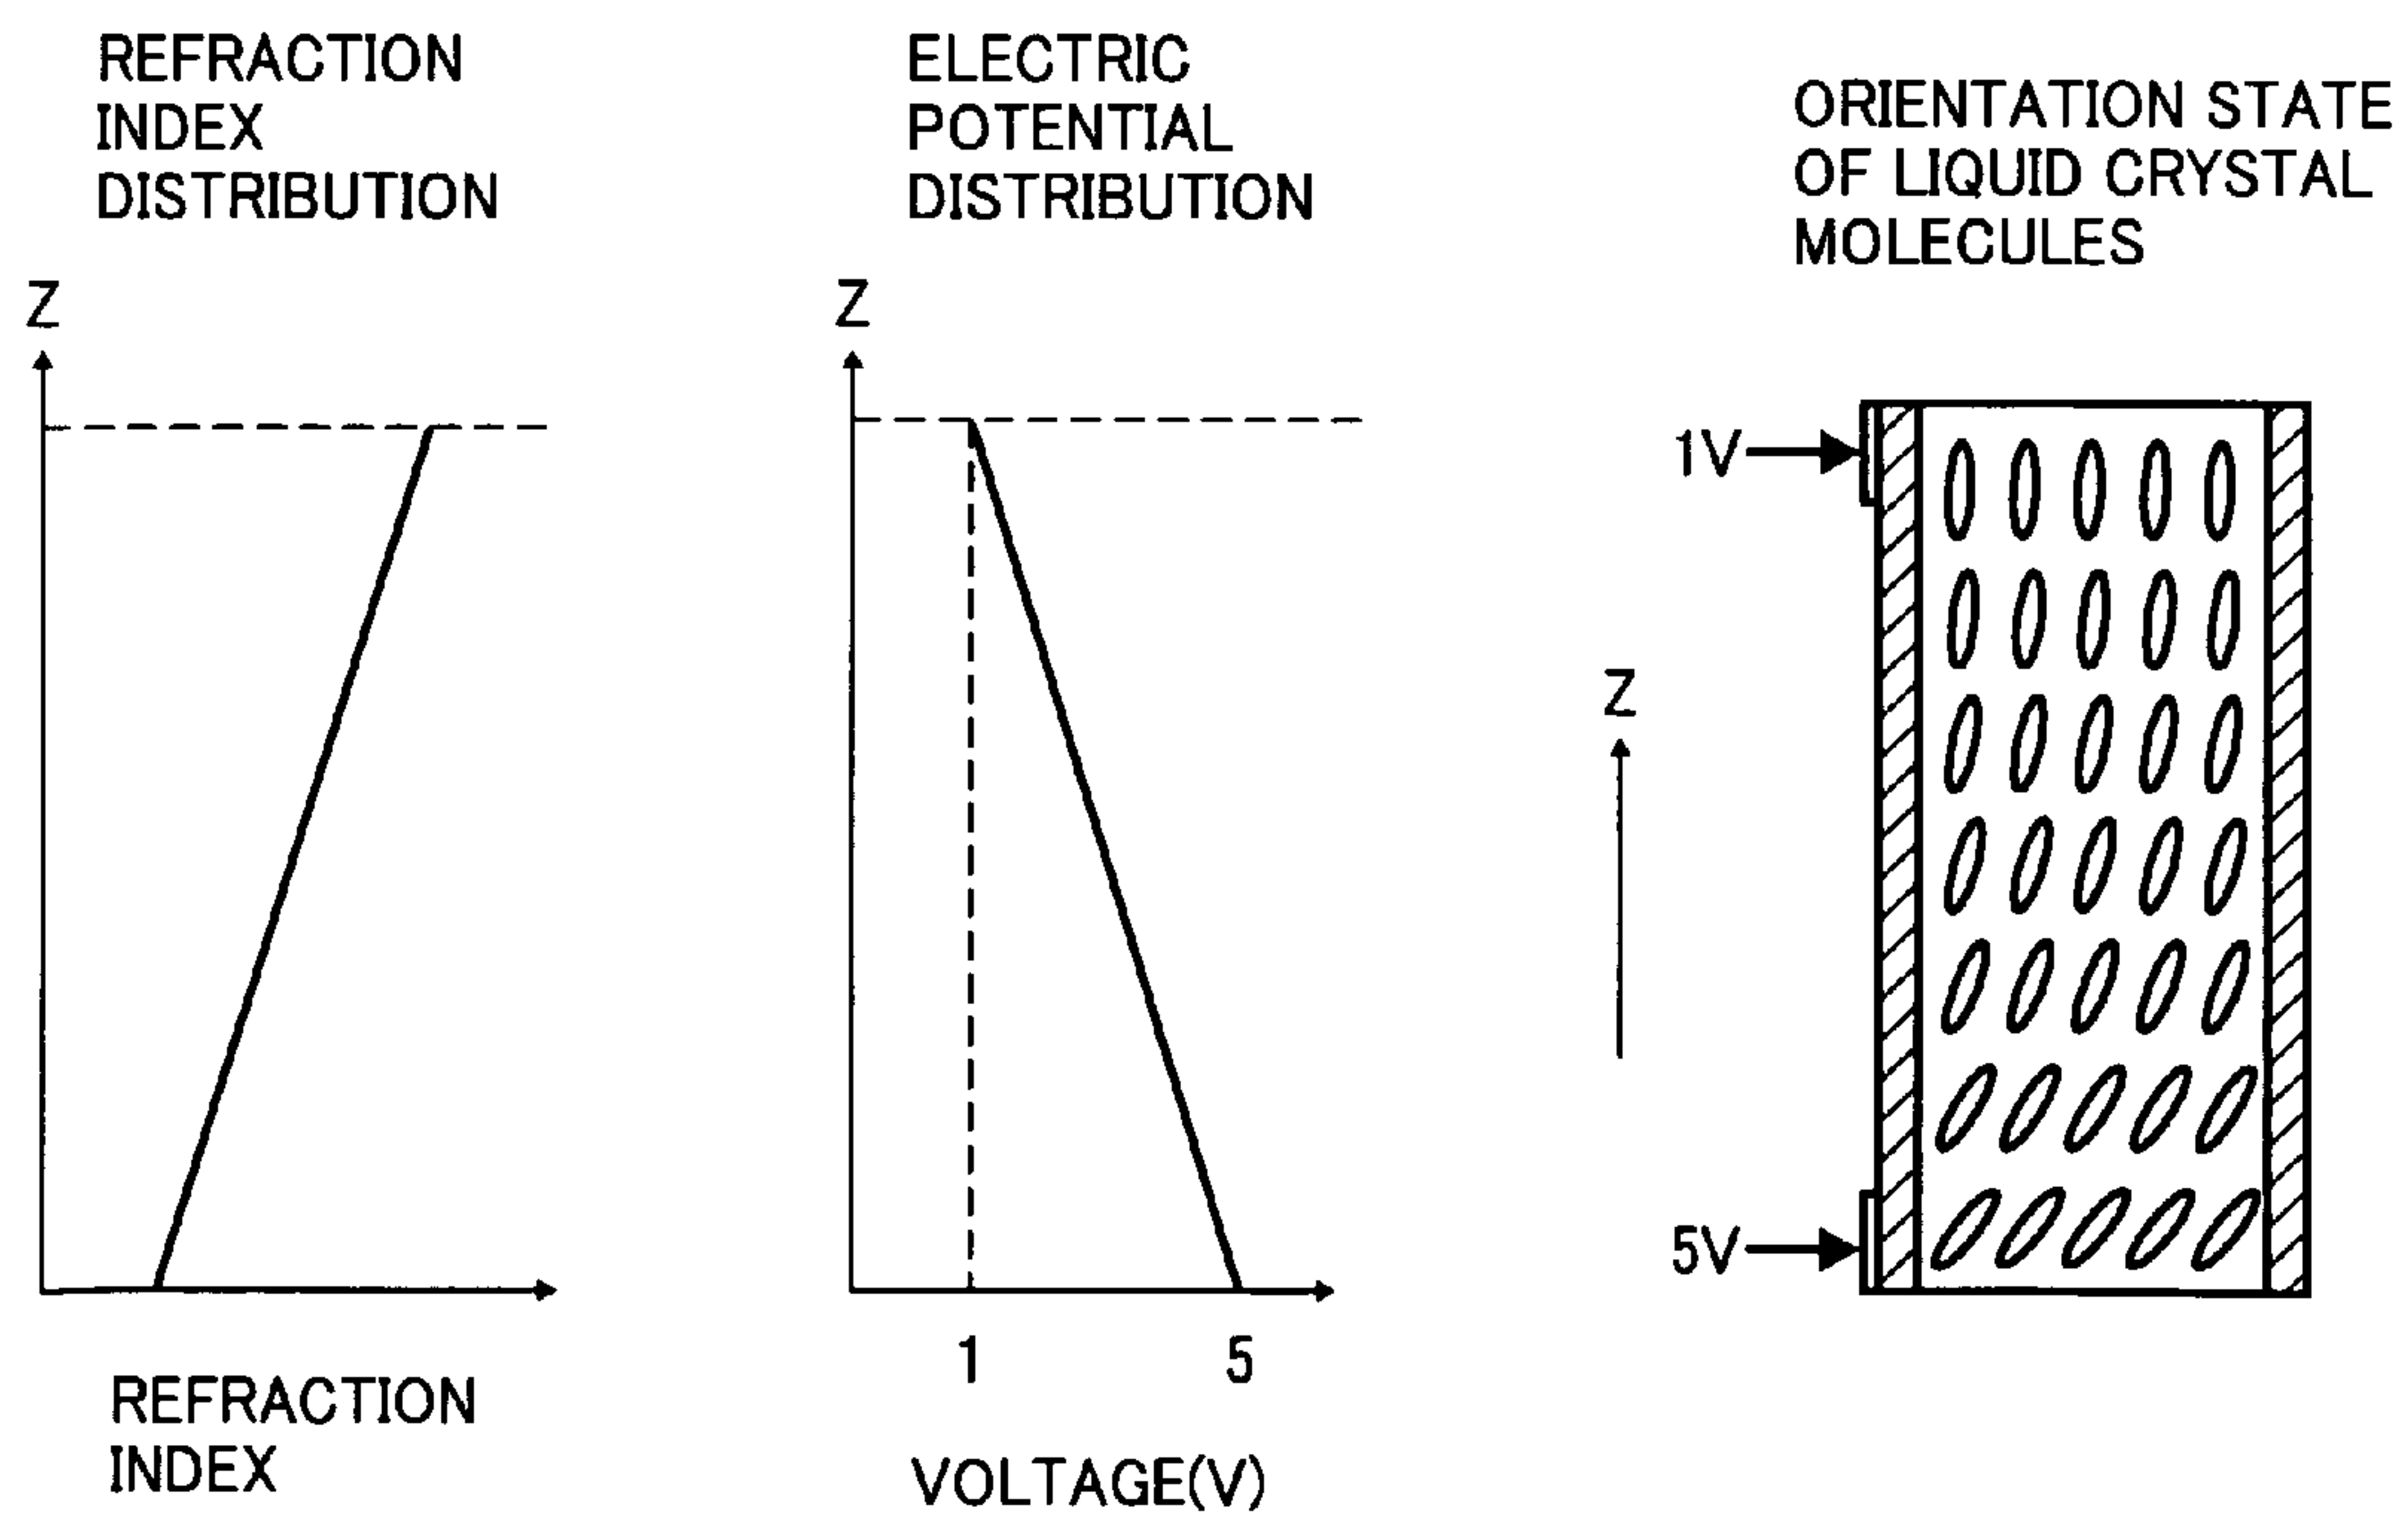 REFRACTION
INDEX
DISTRIBUTION
Z
REFRACTION
INDEX
ELECTRIC
POTENTIAL
DISTRIBUTION
Z
1
5
VOLTAGE(V)
ORIENTATION STATE
OF LIQUID CRYSTAL
MOLECULES
1V
Z
5V